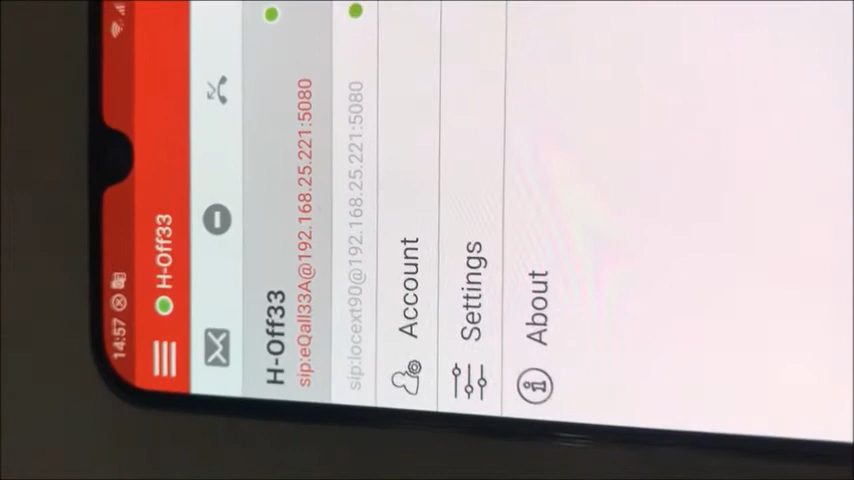 14:57
H-Off33
H-Off33
sip:eQall33A@192.168.25.221:5080
sip:locext90@192.168.25.221:5080
Account
Settings
About